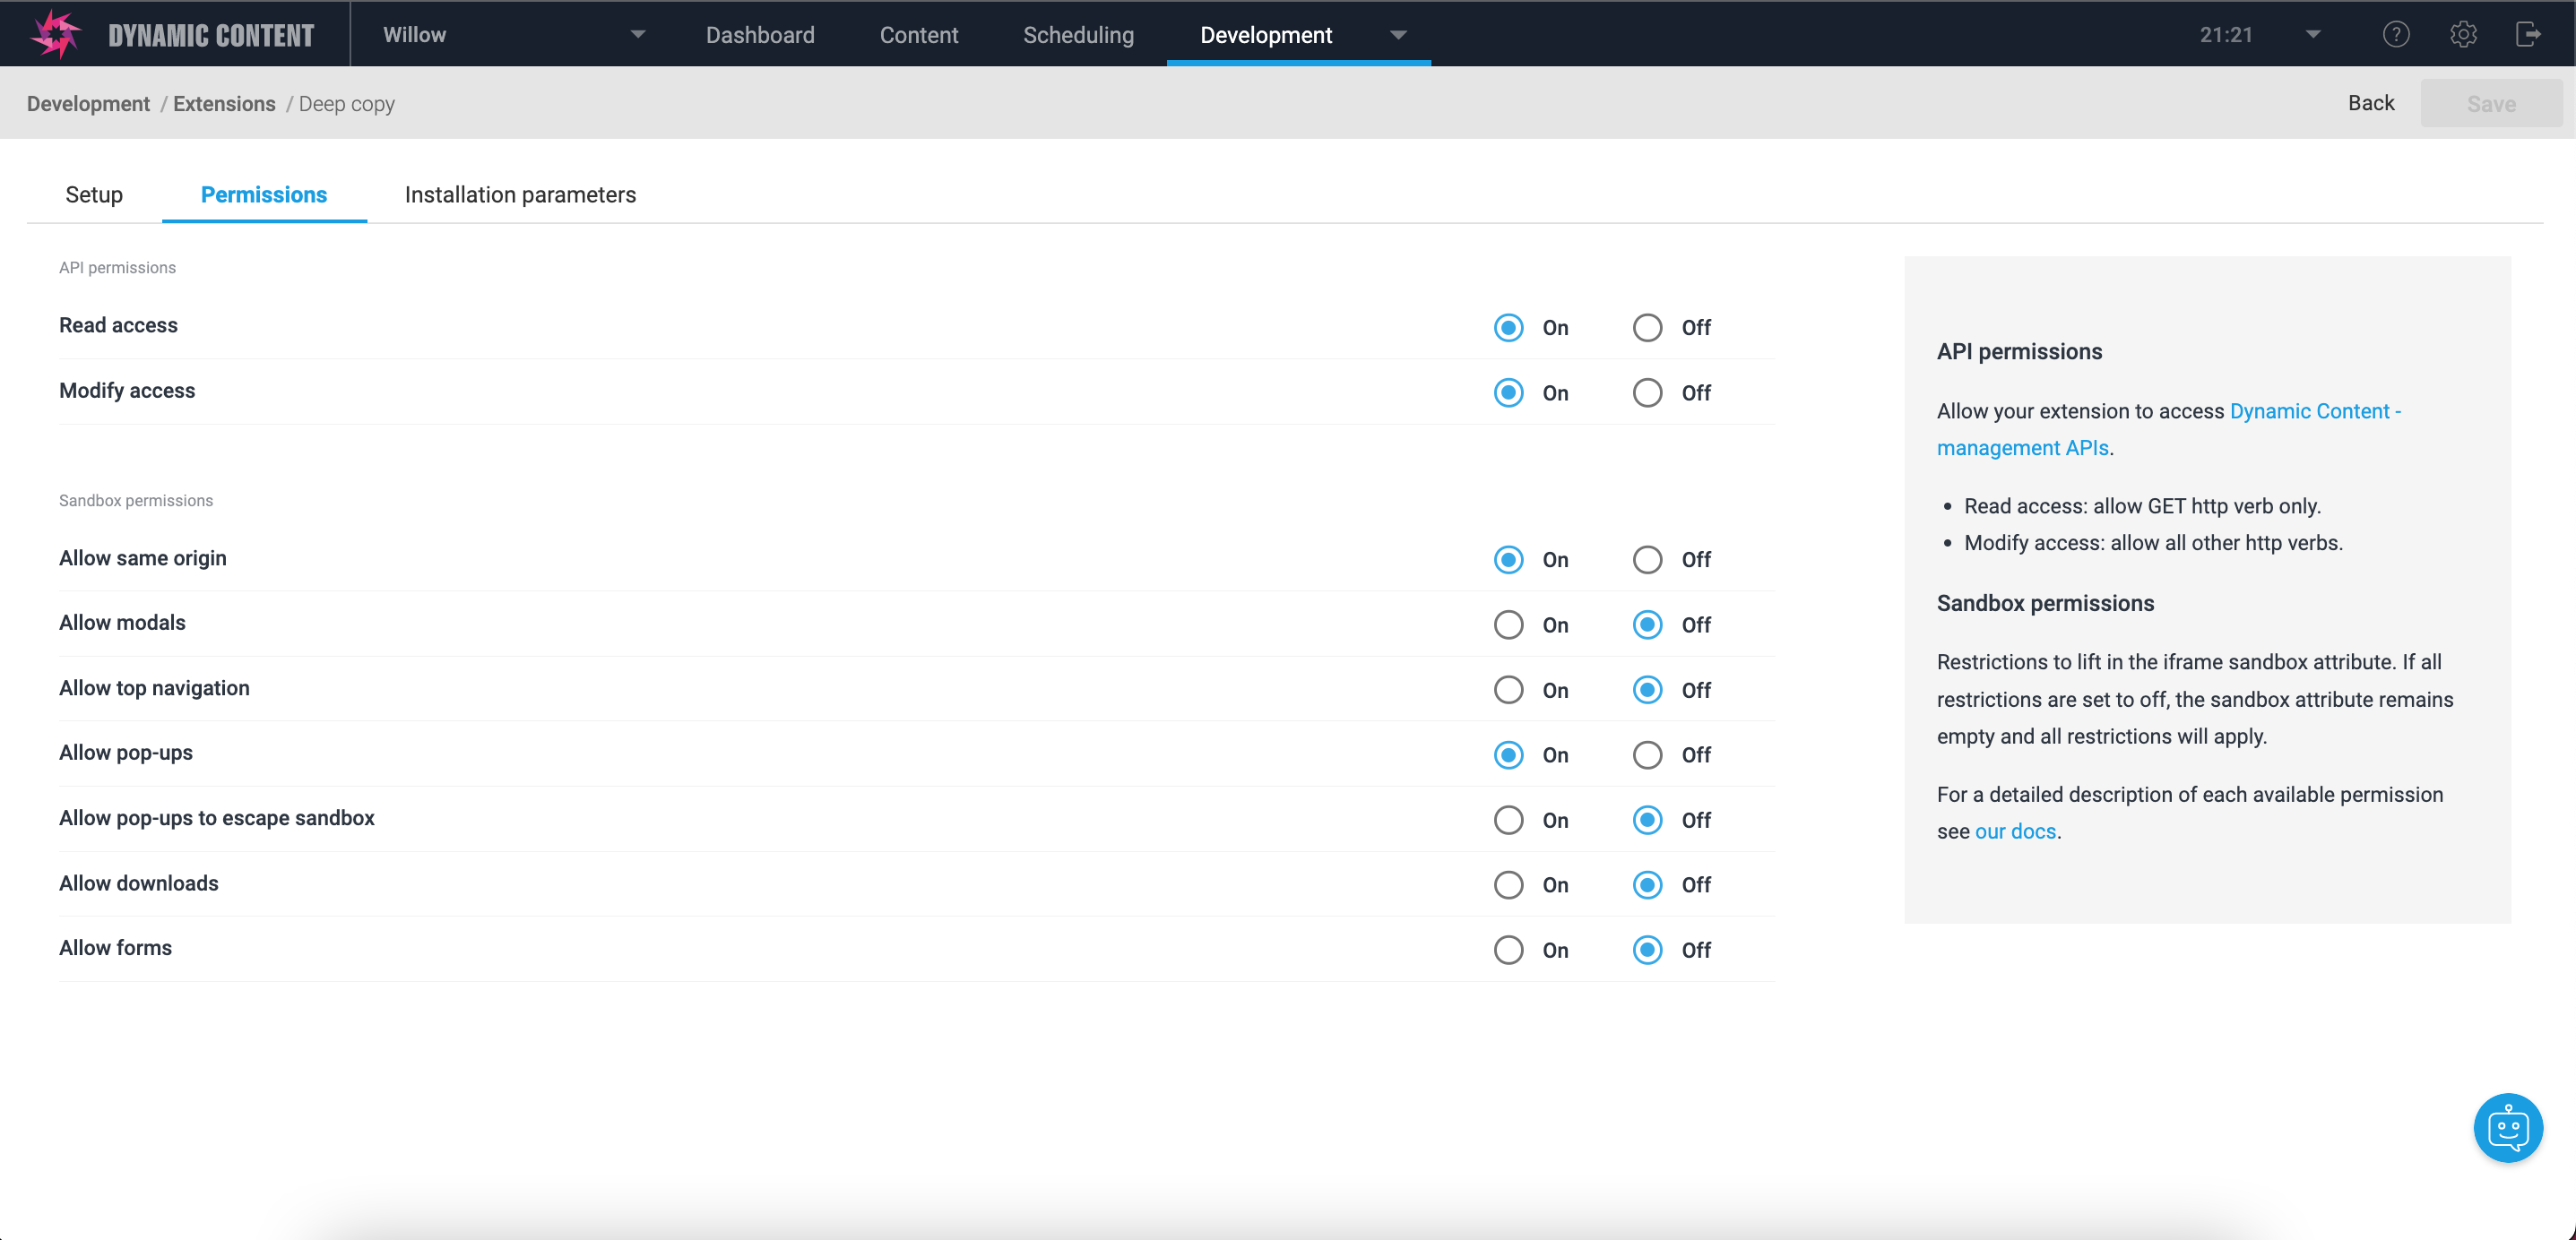 DYNAMIC CONTENT
Willow
Dashboard
Content
Scheduling
Development
21:21
Development / Extensions / Deep copy
Back
Save
Setup
Permissions
Installation parameters
API permissions
Read access
On
Off
Modify access
On
Off
Sandbox permissions
Allow same origin
On
Off
Allow modals
On
Off
Allow top navigation
On
Off
Allow pop-ups
On
Off
Allow pop-ups to escape sandbox
On
Off
Allow downloads
On
Off
Allow forms
On
Off
API permissions
Allow your extension to access Dynamic Content -
management APIs.
• Read access: allow GET http verb only.
• Modify access: allow all other http verbs.
Sandbox permissions
Restrictions to lift in the iframe sandbox attribute. If all
restrictions are set to off, the sandbox attribute remains
empty and all restrictions will apply.
For a detailed description of each available permission
see our docs.